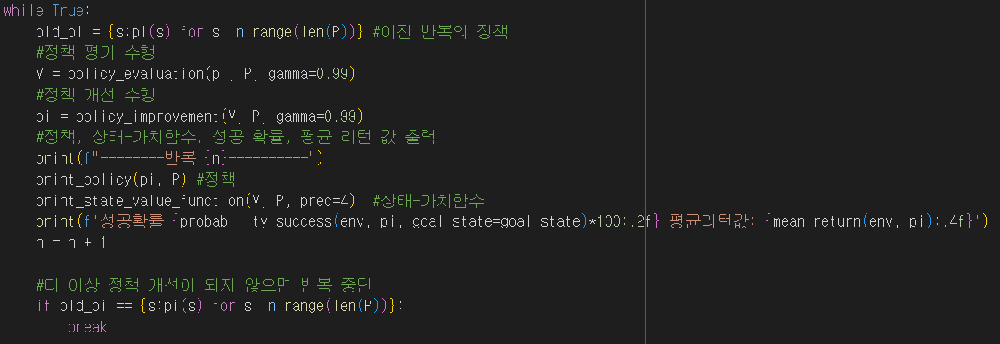 while True:
    old_pi = {s:pi(s) for s in range(len(P))} #이전 반복의 정책
    #정책 평가 수행
    V = policy_evaluation(pi, P, gamma=0.99)
    #정책 개선 수행
    pi = policy_improvement(V, P, gamma=0.99)
    #정책, 상태-가치함수, 성공 확률, 평균 리턴 값 출력
    print(f"--------반복 {n}----------")
    print_policy(pi, P) #정책
    print_state_value_function(V, P, prec=4)  #상태-가치함수
    print(f'성공확률 {probability_success(env, pi, goal_state=goal_state)*100:.2f} 평균리턴값: {mean_return(env, pi):.4f}')
    n = n + 1
    #더 이상 정책 개선이 되지 않으면 반복 중단
    if old_pi == {s:pi(s) for s in range(len(P))}:
        break